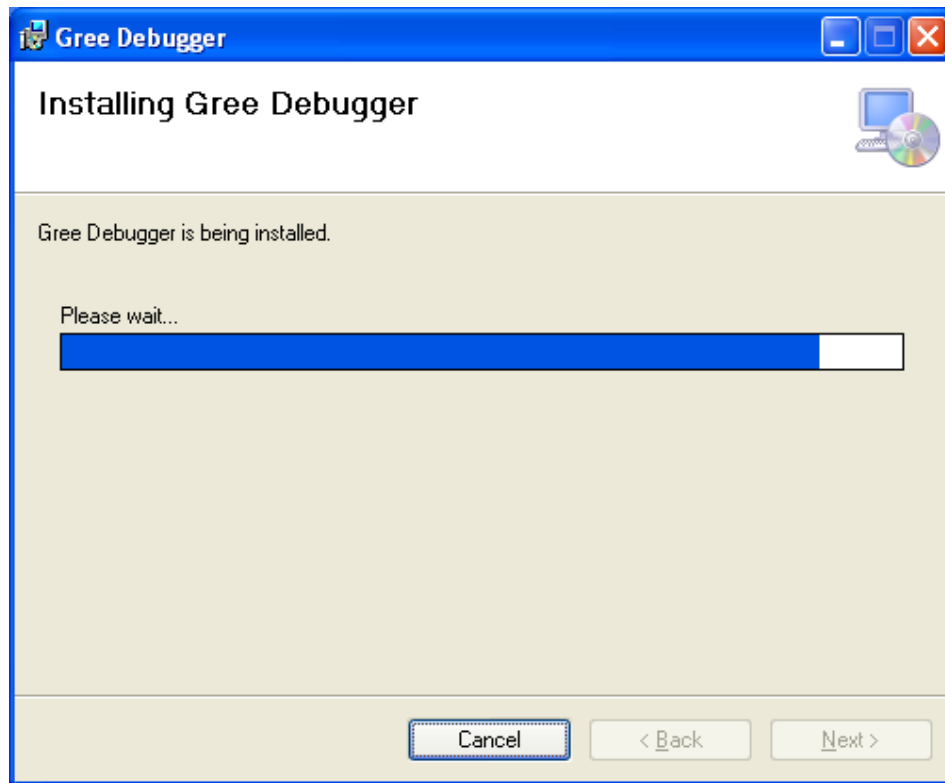 Gree Debugger
Installing Gree Debugger
Gree Debugger is being installed.
Please wait...
Cancel
< Back
Next >